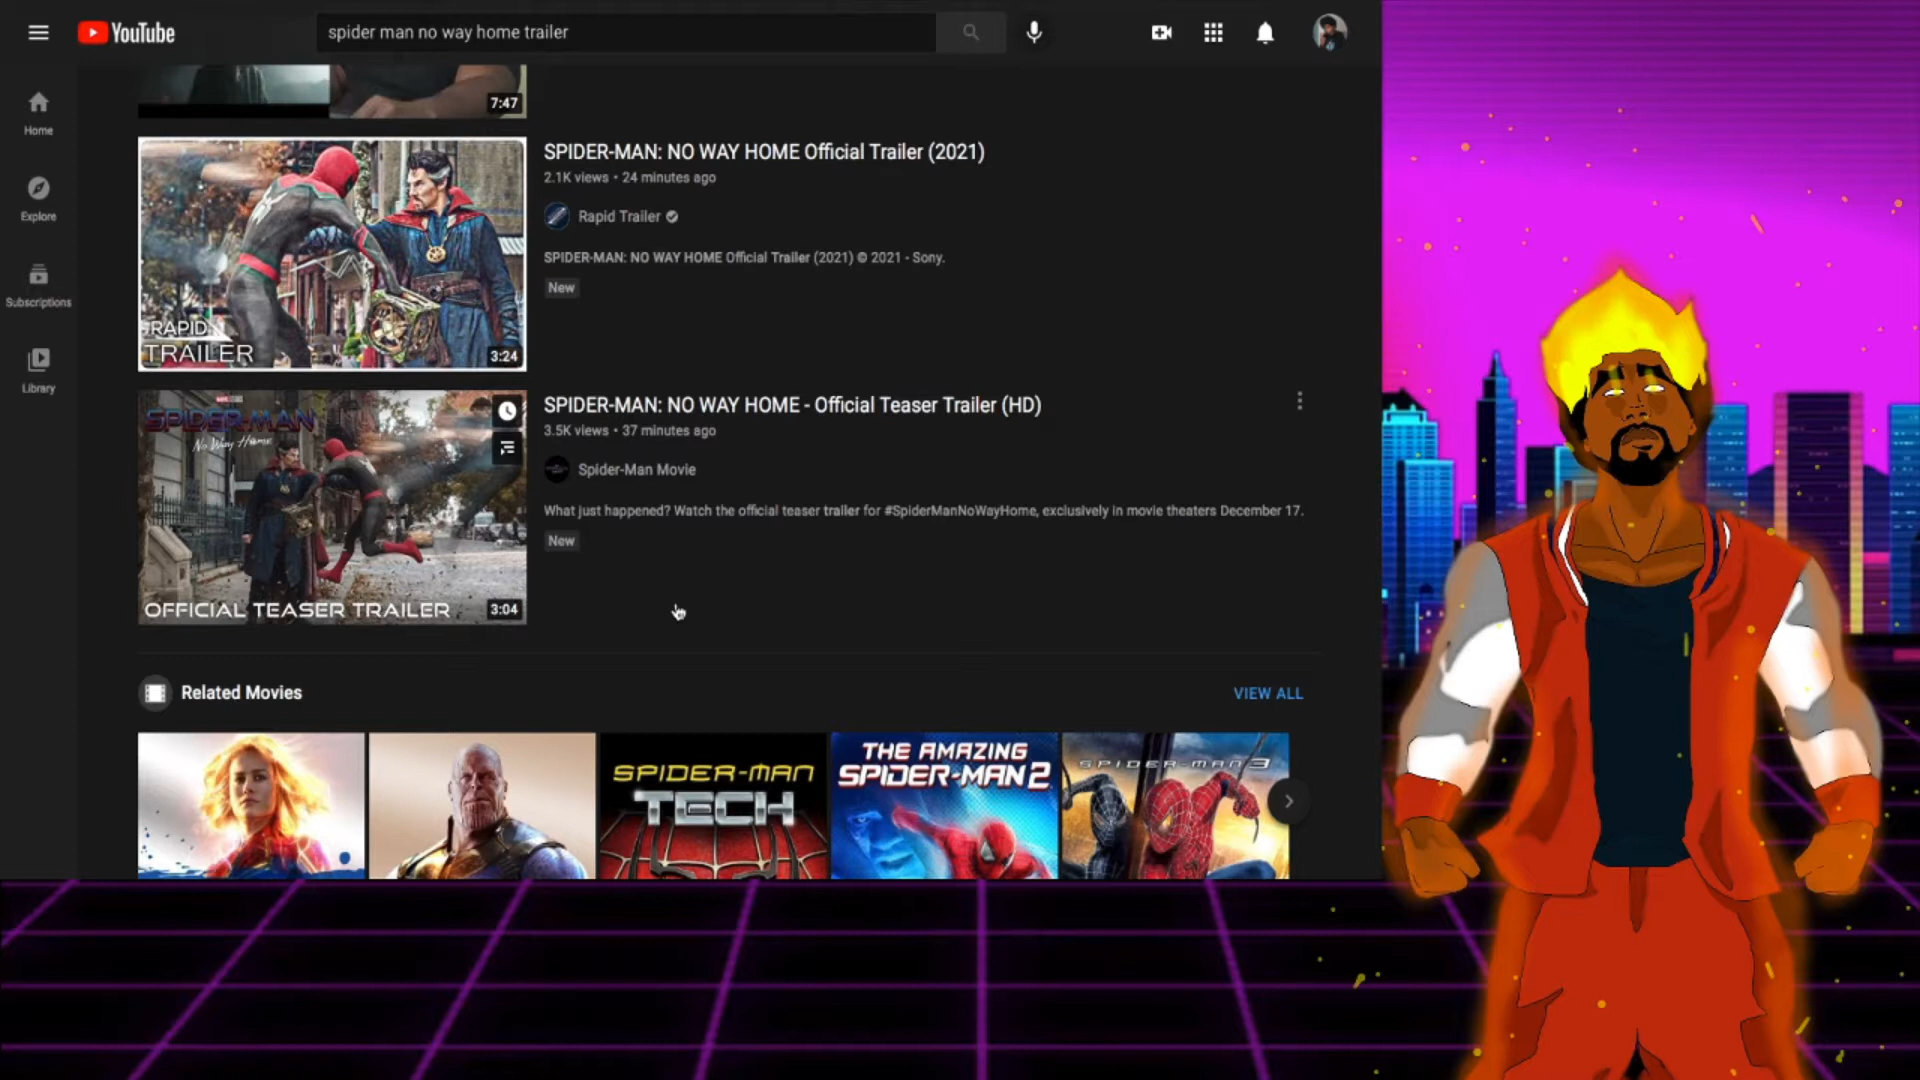 YouTube
spider man no way home trailer
Home
Explore
Subscriptions
Library
7:47
RAPID
TRAILER
3:24
SPIDER-MAN: NO WAY HOME Official Trailer (2021)
2.1K views • 24 minutes ago
Rapid Trailer
SPIDER-MAN: NO WAY HOME Official Trailer (2021) © 2021 - Sony.
New
SPIDER-MAN
No Way Home
OFFICIAL TEASER TRAILER
3:04
SPIDER-MAN: NO WAY HOME - Official Teaser Trailer (HD)
3.5K views • 37 minutes ago
Spider-Man Movie
What just happened? Watch the official teaser trailer for #SpiderManNoWayHome, exclusively in movie theaters December 17.
New
Related Movies
VIEW ALL
SPIDER-MAN
TECH
THE AMAZING
SPIDER-MAN 2
SPIDER-MAN 3